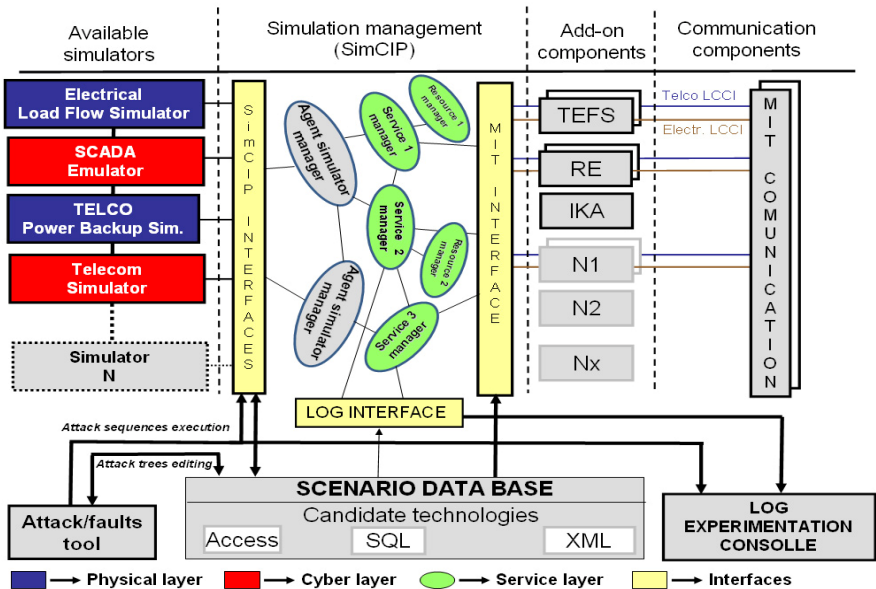 Available
simulators
Simulation management
(SimCIP)
Add-on
components
Communication
components
Electrical
Load Flow Simulator
SCADA
Emulator
TELCO
Power Backup Sim.
Telecom
Simulator
Simulator
N
SimCIP INTERFACES
Agent simulator
manager
Agent simulator
manager
Service 1
manager
Resource 1
manager
Service 2
manager
Resource 2
manager
Service 3
manager
MIT INTERFACE
LOG INTERFACE
TEFS
RE
IKA
N1
N2
Nx
Telco LCCI
Electr. LCCI
MIT COMUNICATION
Attack sequences execution
Attack trees editing
Attack/faults
tool
SCENARIO DATA BASE
Candidate technologies
Access
SQL
XML
LOG
EXPERIMENTATION
CONSOLLE
Physical layer
Cyber layer
Service layer
Interfaces